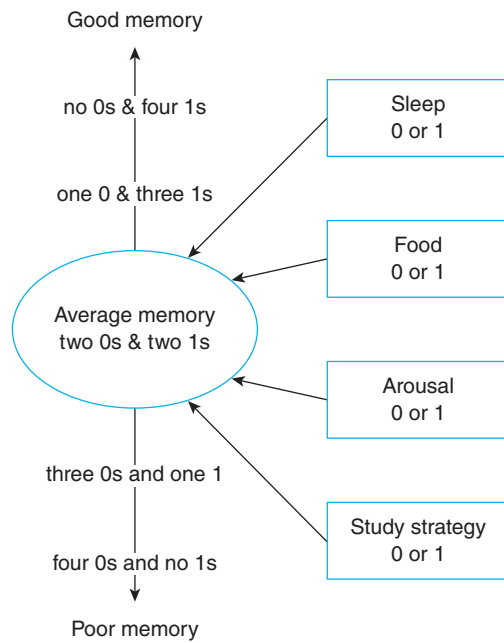 Good memory
no 0s & four 1s
one 0 & three 1s
Average memory
two 0s & two 1s
three 0s and one 1
four 0s and no 1s
Poor memory
Sleep
0 or 1
Food
0 or 1
Arousal
0 or 1
Study strategy
0 or 1